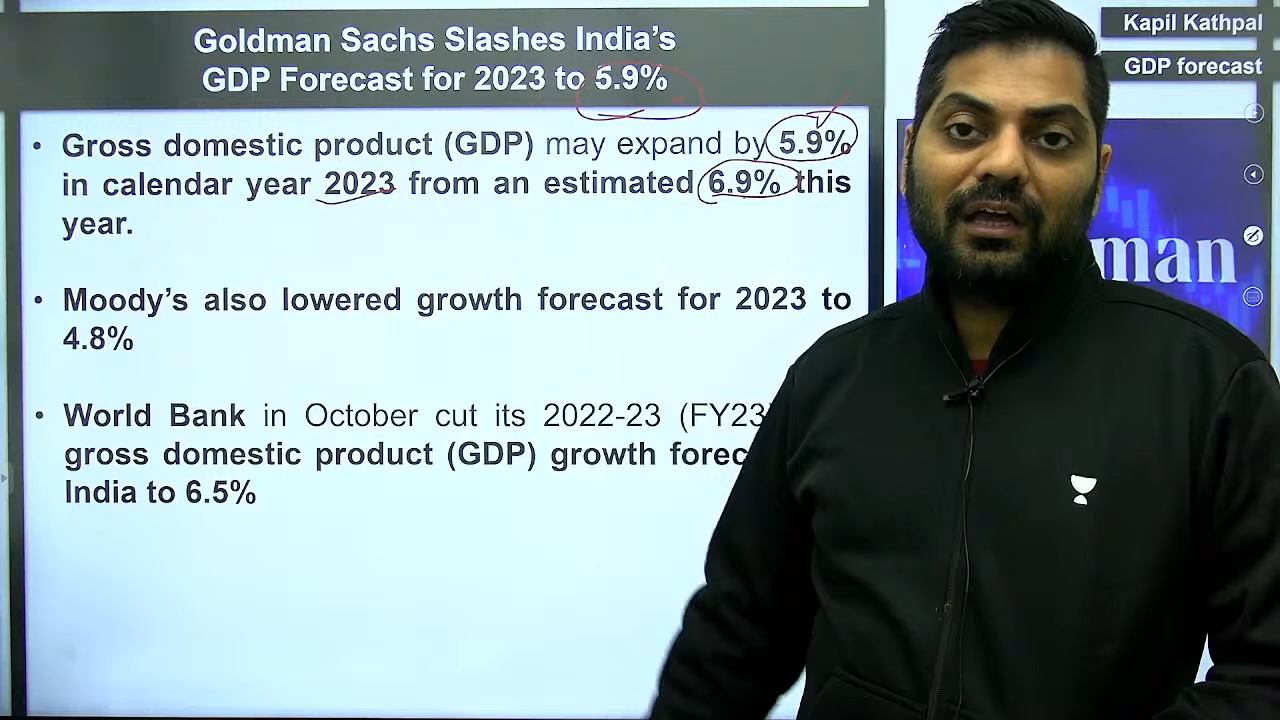 Goldman Sachs Slashes India's
GDP Forecast for 2023 to 5.9%
Kapil Kathpal
GDP forecast
• Gross domestic product (GDP) may expand by 5.9%
in calendar year 2023 from an estimated 6.9% this
year.
man
• Moody's also lowered growth forecast for 2023 to
4.8%
• World Bank in October cut its 2022-23 (FY23
gross domestic product (GDP) growth
India to 6.5%